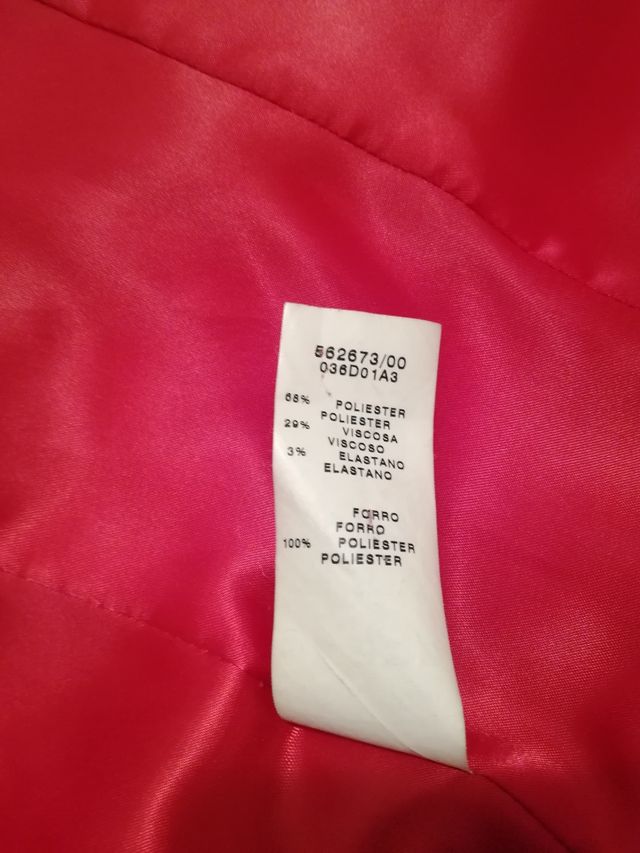 562673/00
036D01A3
68% POLIESTER
POLIESTER
29% VISCOSA
VISCOSO
3% ELASTANO
ELASTANO
FORRO
FORRO
100% POLIESTER
POLIESTER